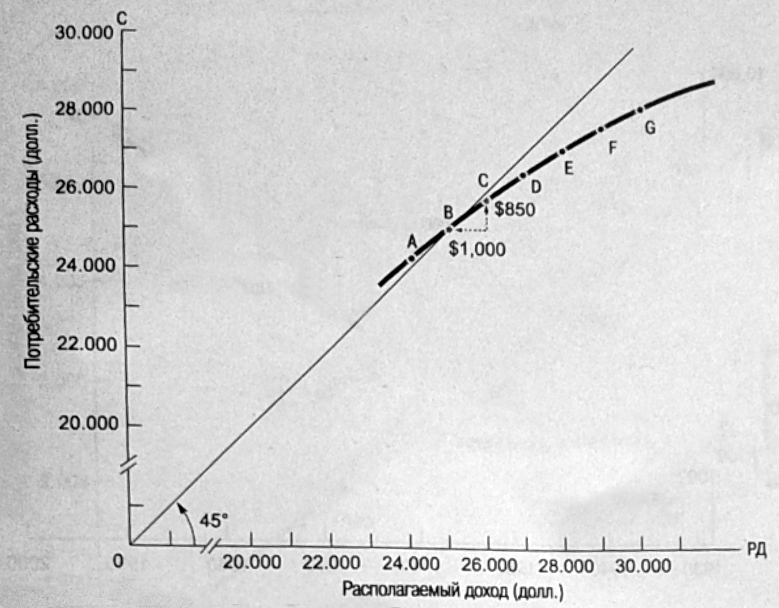 C
30.000
28.000
26.000
24.000
22.000
20.000
Потребительские расходы (долл.)
A
B
C
D
E
F
G
$850
$1,000
45°
0
20.000 22.000 24.000 26.000 28.000 30.000
РД
Располагаемый доход (долл.)